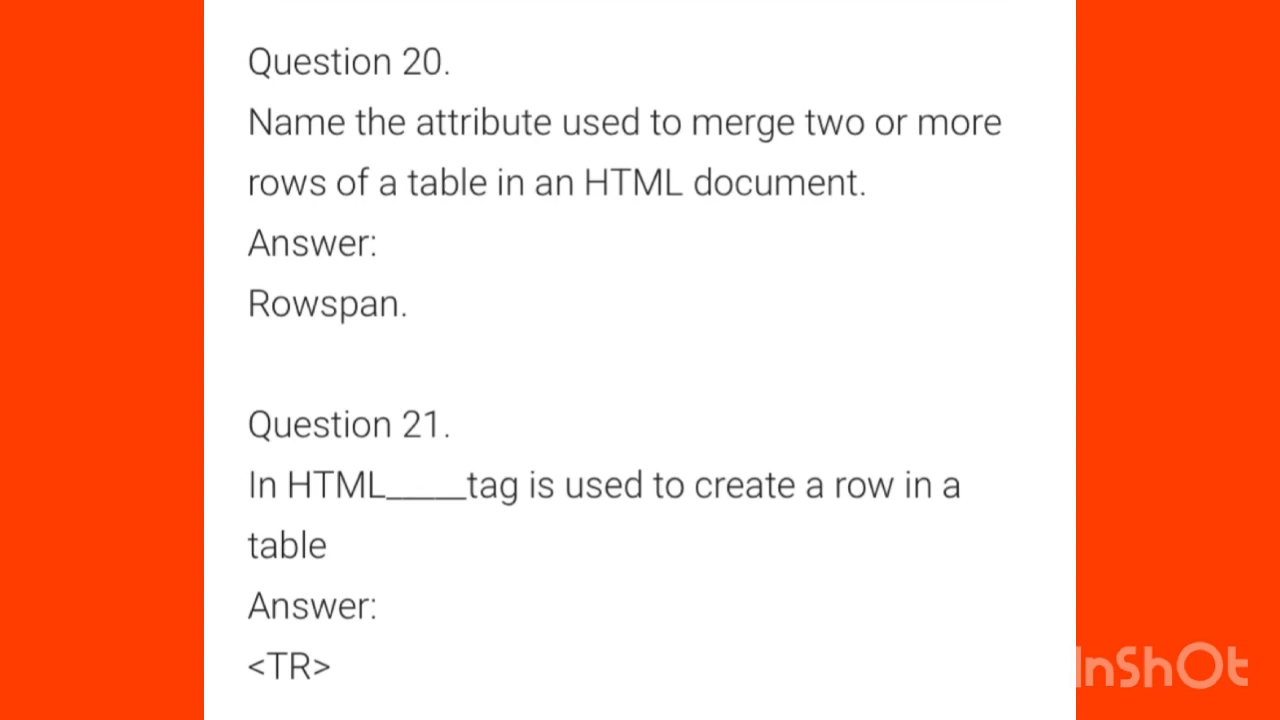 Question 20.
Name the attribute used to merge two or more
rows of a table in an HTML document.
Answer:
Rowspan.
Question 21.
In HTML_____tag is used to create a row in a
table
Answer:
<TR>
InShOt